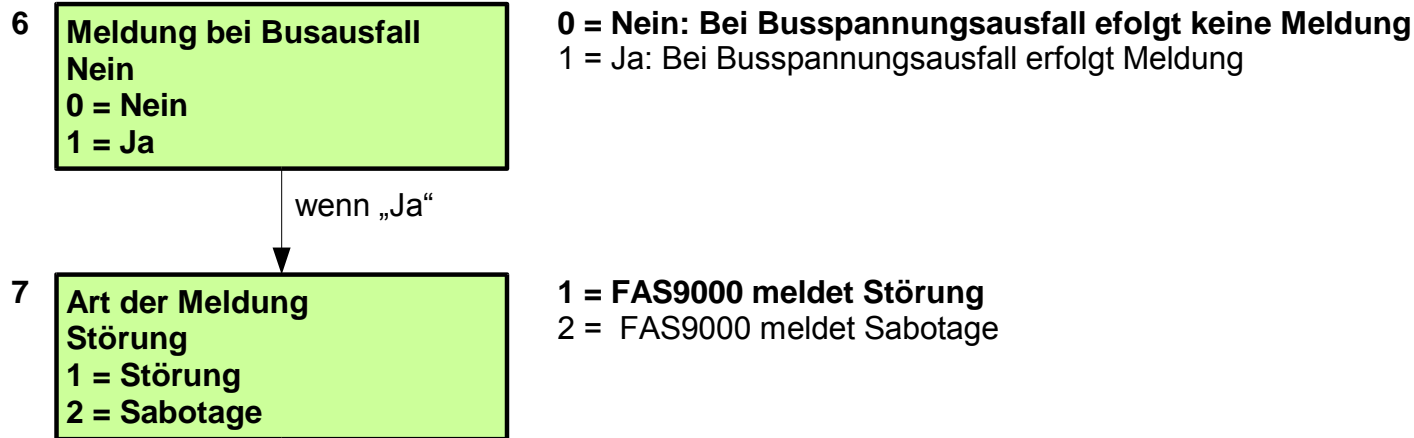 6
Meldung bei Busausfall
Nein
0 = Nein
1 = Ja
0 = Nein: Bei Busspannungsausfall efolgt keine Meldung
1 = Ja: Bei Busspannungsausfall erfolgt Meldung
wenn „Ja“
7
Art der Meldung
Störung
1 = Störung
2 = Sabotage
1 = FAS9000 meldet Störung
2 = FAS9000 meldet Sabotage